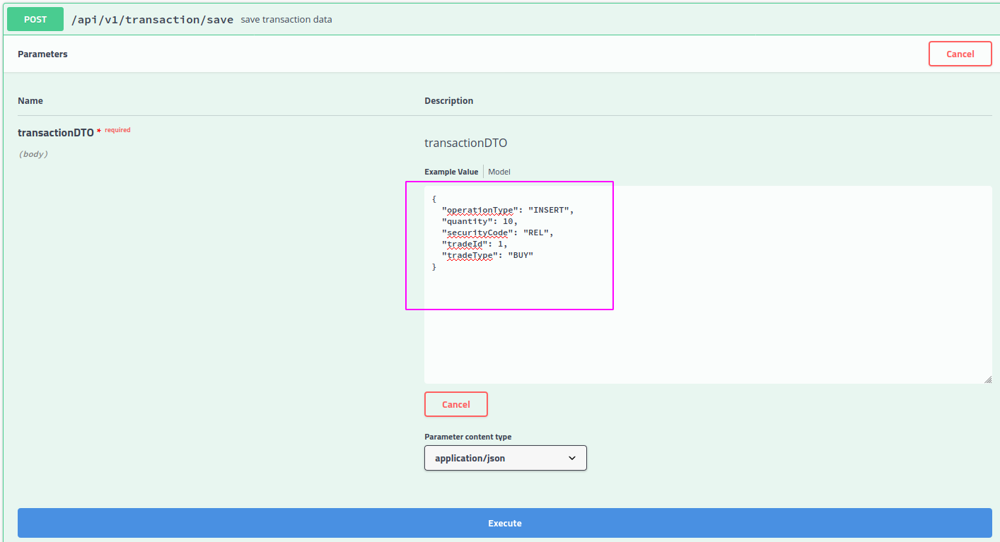 POST /api/v1/transaction/save save transaction data
Parameters Cancel
Name Description
transactionDTO * required
(body)
transactionDTO
Example Value Model
{
  "operationType": "INSERT",
  "quantity": 10,
  "securityCode": "REL",
  "tradeId": 1,
  "tradeType": "BUY"
}
Cancel
Parameter content type
application/json
Execute